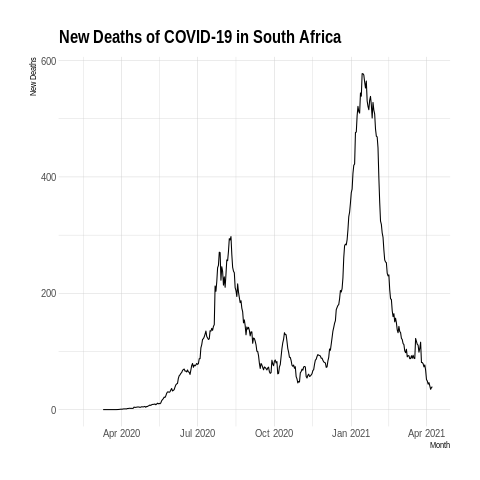 New Deaths of COVID-19 in South Africa
New Deaths
600
400
200
0
Apr 2020 Jul 2020 Oct 2020 Jan 2021 Apr 2021
Month